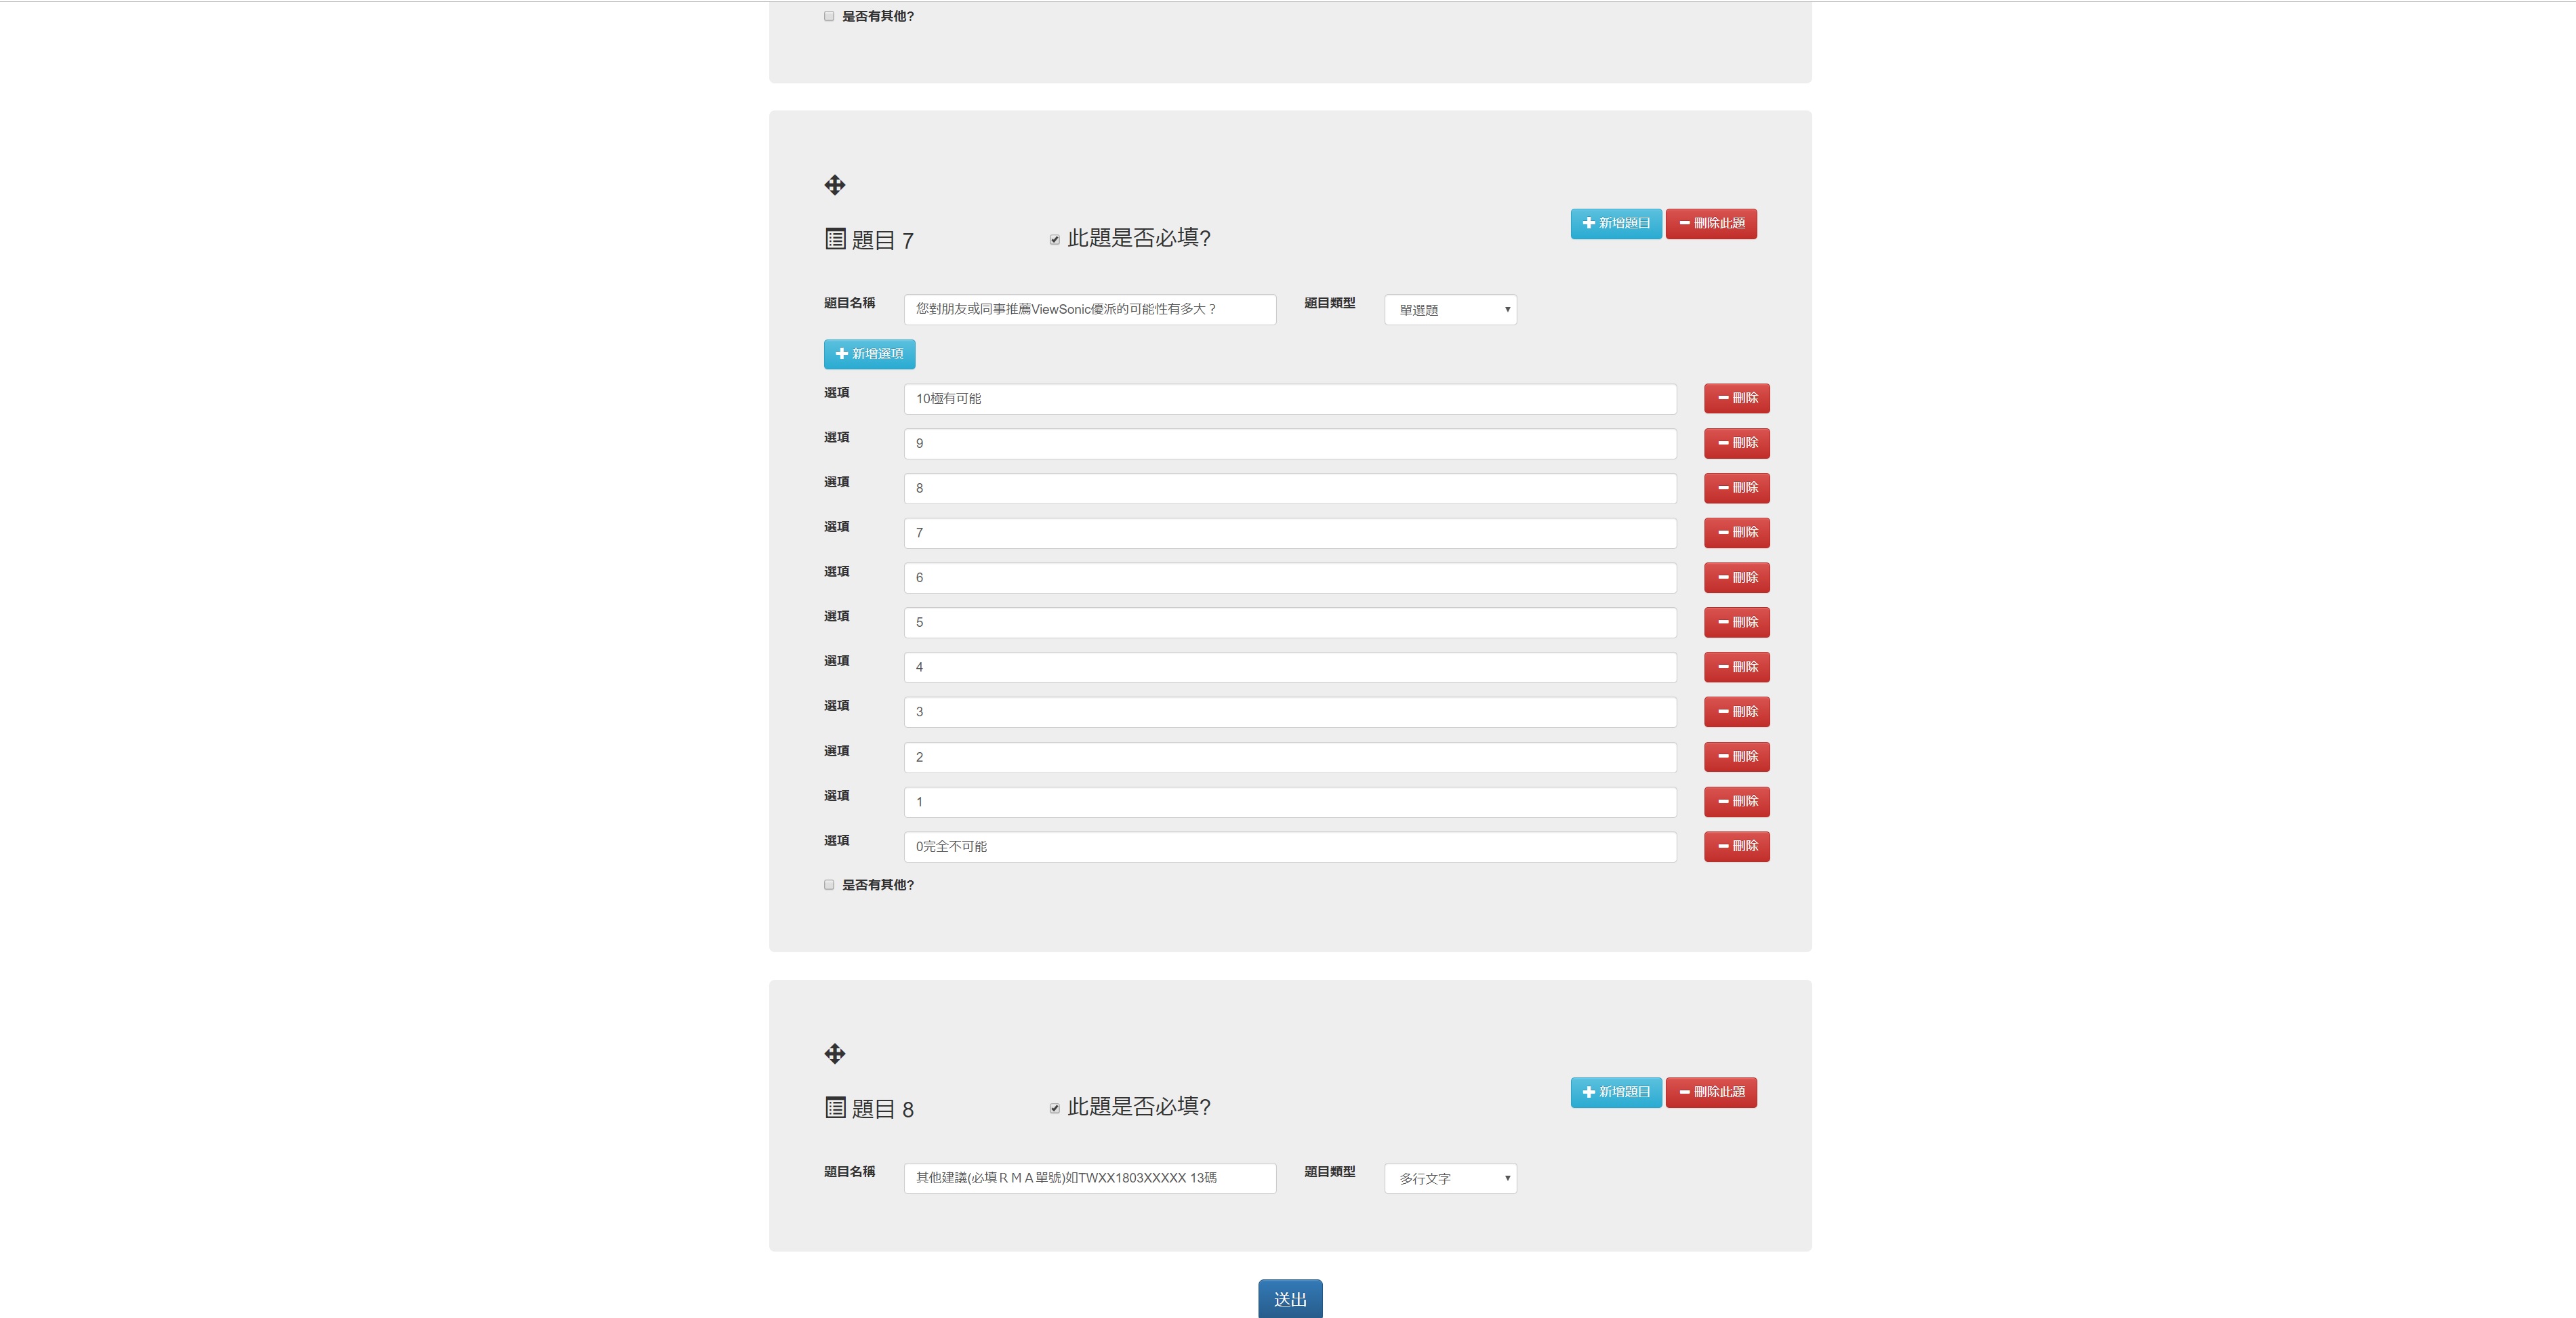 是否有其他?
新增題目 刪除此題
題目 7 此題是否必填?
題目名稱 您對朋友或同事推薦ViewSonic優派的可能性有多大？ 題目類型 單選題
新增選項
選項 10極有可能 刪除
選項 9 刪除
選項 8 刪除
選項 7 刪除
選項 6 刪除
選項 5 刪除
選項 4 刪除
選項 3 刪除
選項 2 刪除
選項 1 刪除
選項 0完全不可能 刪除
是否有其他?
新增題目 刪除此題
題目 8 此題是否必填?
題目名稱 其他建議(必填ＲＭＡ單號)如TWXX1803XXXXX 13碼 題目類型 多行文字
送出